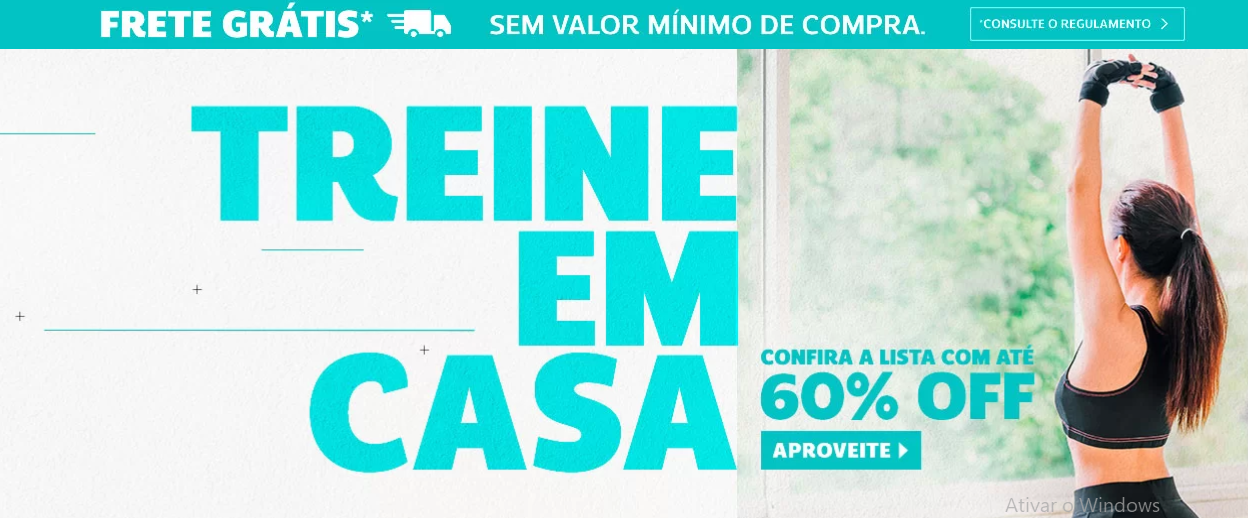 FRETE GRÁTIS* SEM VALOR MÍNIMO DE COMPRA. *CONSULTE O REGULAMENTO
TREINE
EM
CASA
CONFIRA A LISTA COM ATÉ
60% OFF
APROVEITE
Ativar o Windows